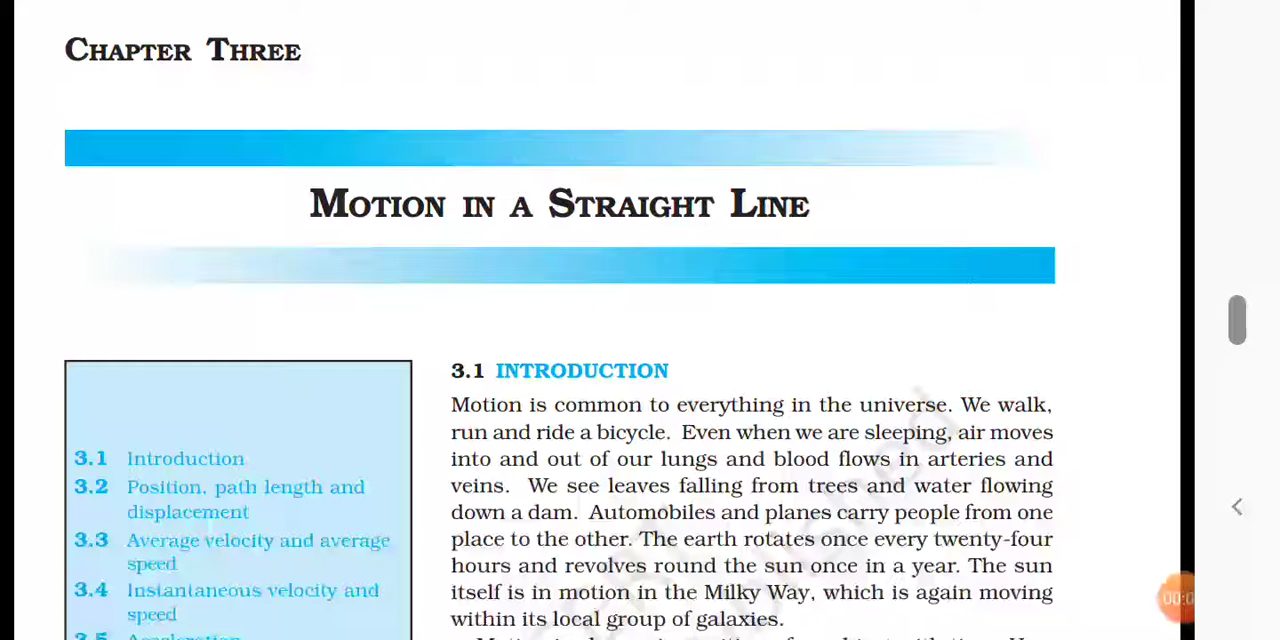 CHAPTER THREE
MOTION IN A STRAIGHT LINE
3.1 Introduction
3.2 Position, path length and
displacement
3.3 Average velocity and average
speed
3.4 Instantaneous velocity and
speed
3.5 Acceleration
3.1 INTRODUCTION
Motion is common to everything in the universe. We walk,
run and ride a bicycle. Even when we are sleeping, air moves
into and out of our lungs and blood flows in arteries and
veins. We see leaves falling from trees and water flowing
down a dam. Automobiles and planes carry people from one
place to the other. The earth rotates once every twenty-four
hours and revolves round the sun once in a year. The sun
itself is in motion in the Milky Way, which is again moving
within its local group of galaxies.